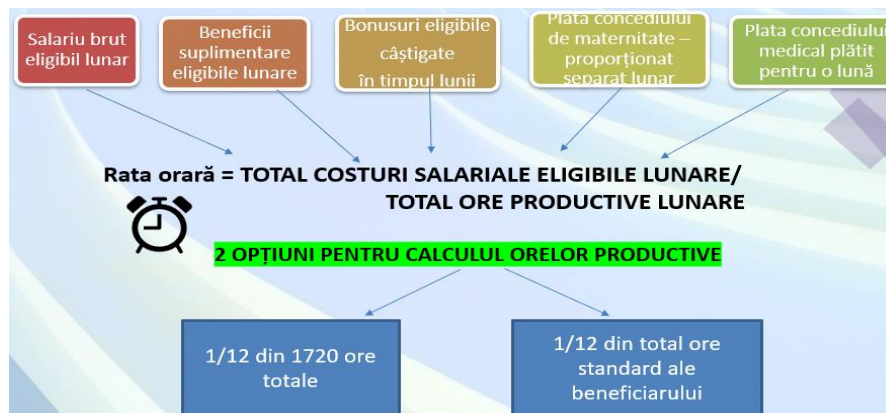 Salariu brut
eligibil lunar
Beneficii
suplimentare
eligibile lunare
Bonusuri eligibile
câștigate
în timpul lunii
Plata concediului
de maternitate –
proporționat
separat lunar
Plata concediului
medical plătit
pentru o lună
Rata orară = TOTAL COSTURI SALARIALE ELIGIBILE LUNARE/
TOTAL ORE PRODUCTIVE LUNARE
2 OPȚIUNI PENTRU CALCULUL ORELOR PRODUCTIVE
1/12 din 1720 ore
totale
1/12 din total ore
standard ale
beneficiarului